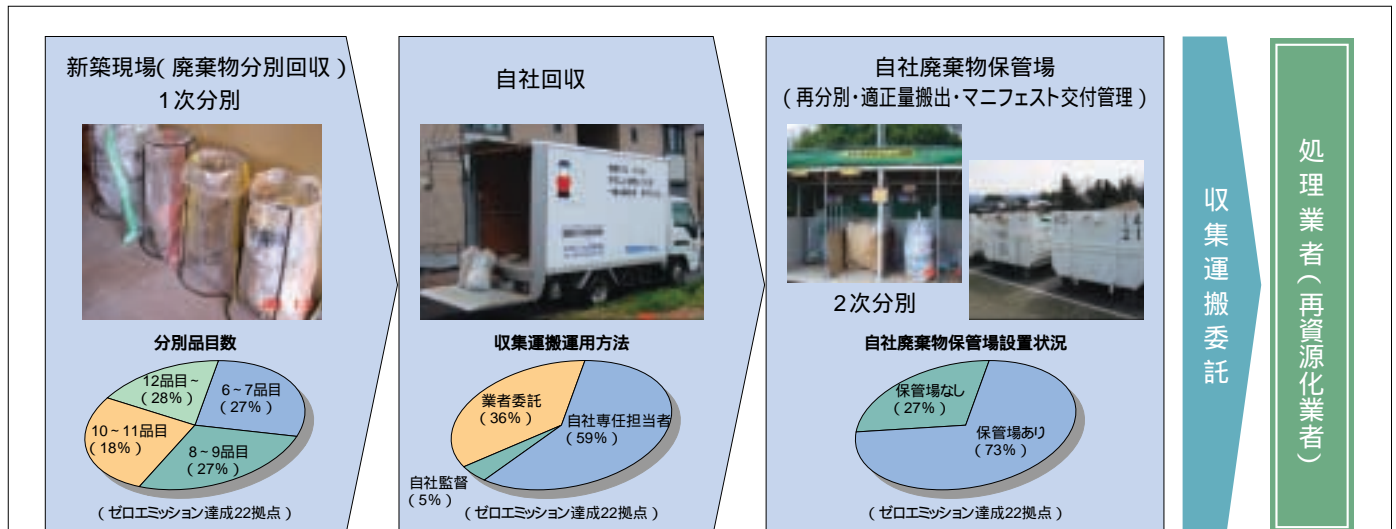 新築現場（廃棄物分別回収）
1次分別
分別品目数
12品目~
（28%）
6~7品目
（27%）
10~11品目
（18%）
8~9品目
（27%）
（ゼロエミッション達成22拠点）
自社回収
収集運搬運用方法
業者委託
（36%）
自社専任担当者
（59%）
自社監督
（5%）
（ゼロエミッション達成22拠点）
自社廃棄物保管場
（再分別・適正量搬出・マニフェスト交付管理）
2次分別
自社廃棄物保管場設置状況
保管場なし
（27%）
保管場あり
（73%）
（ゼロエミッション達成22拠点）
収集運搬委託
処理業者（再資源化業者）